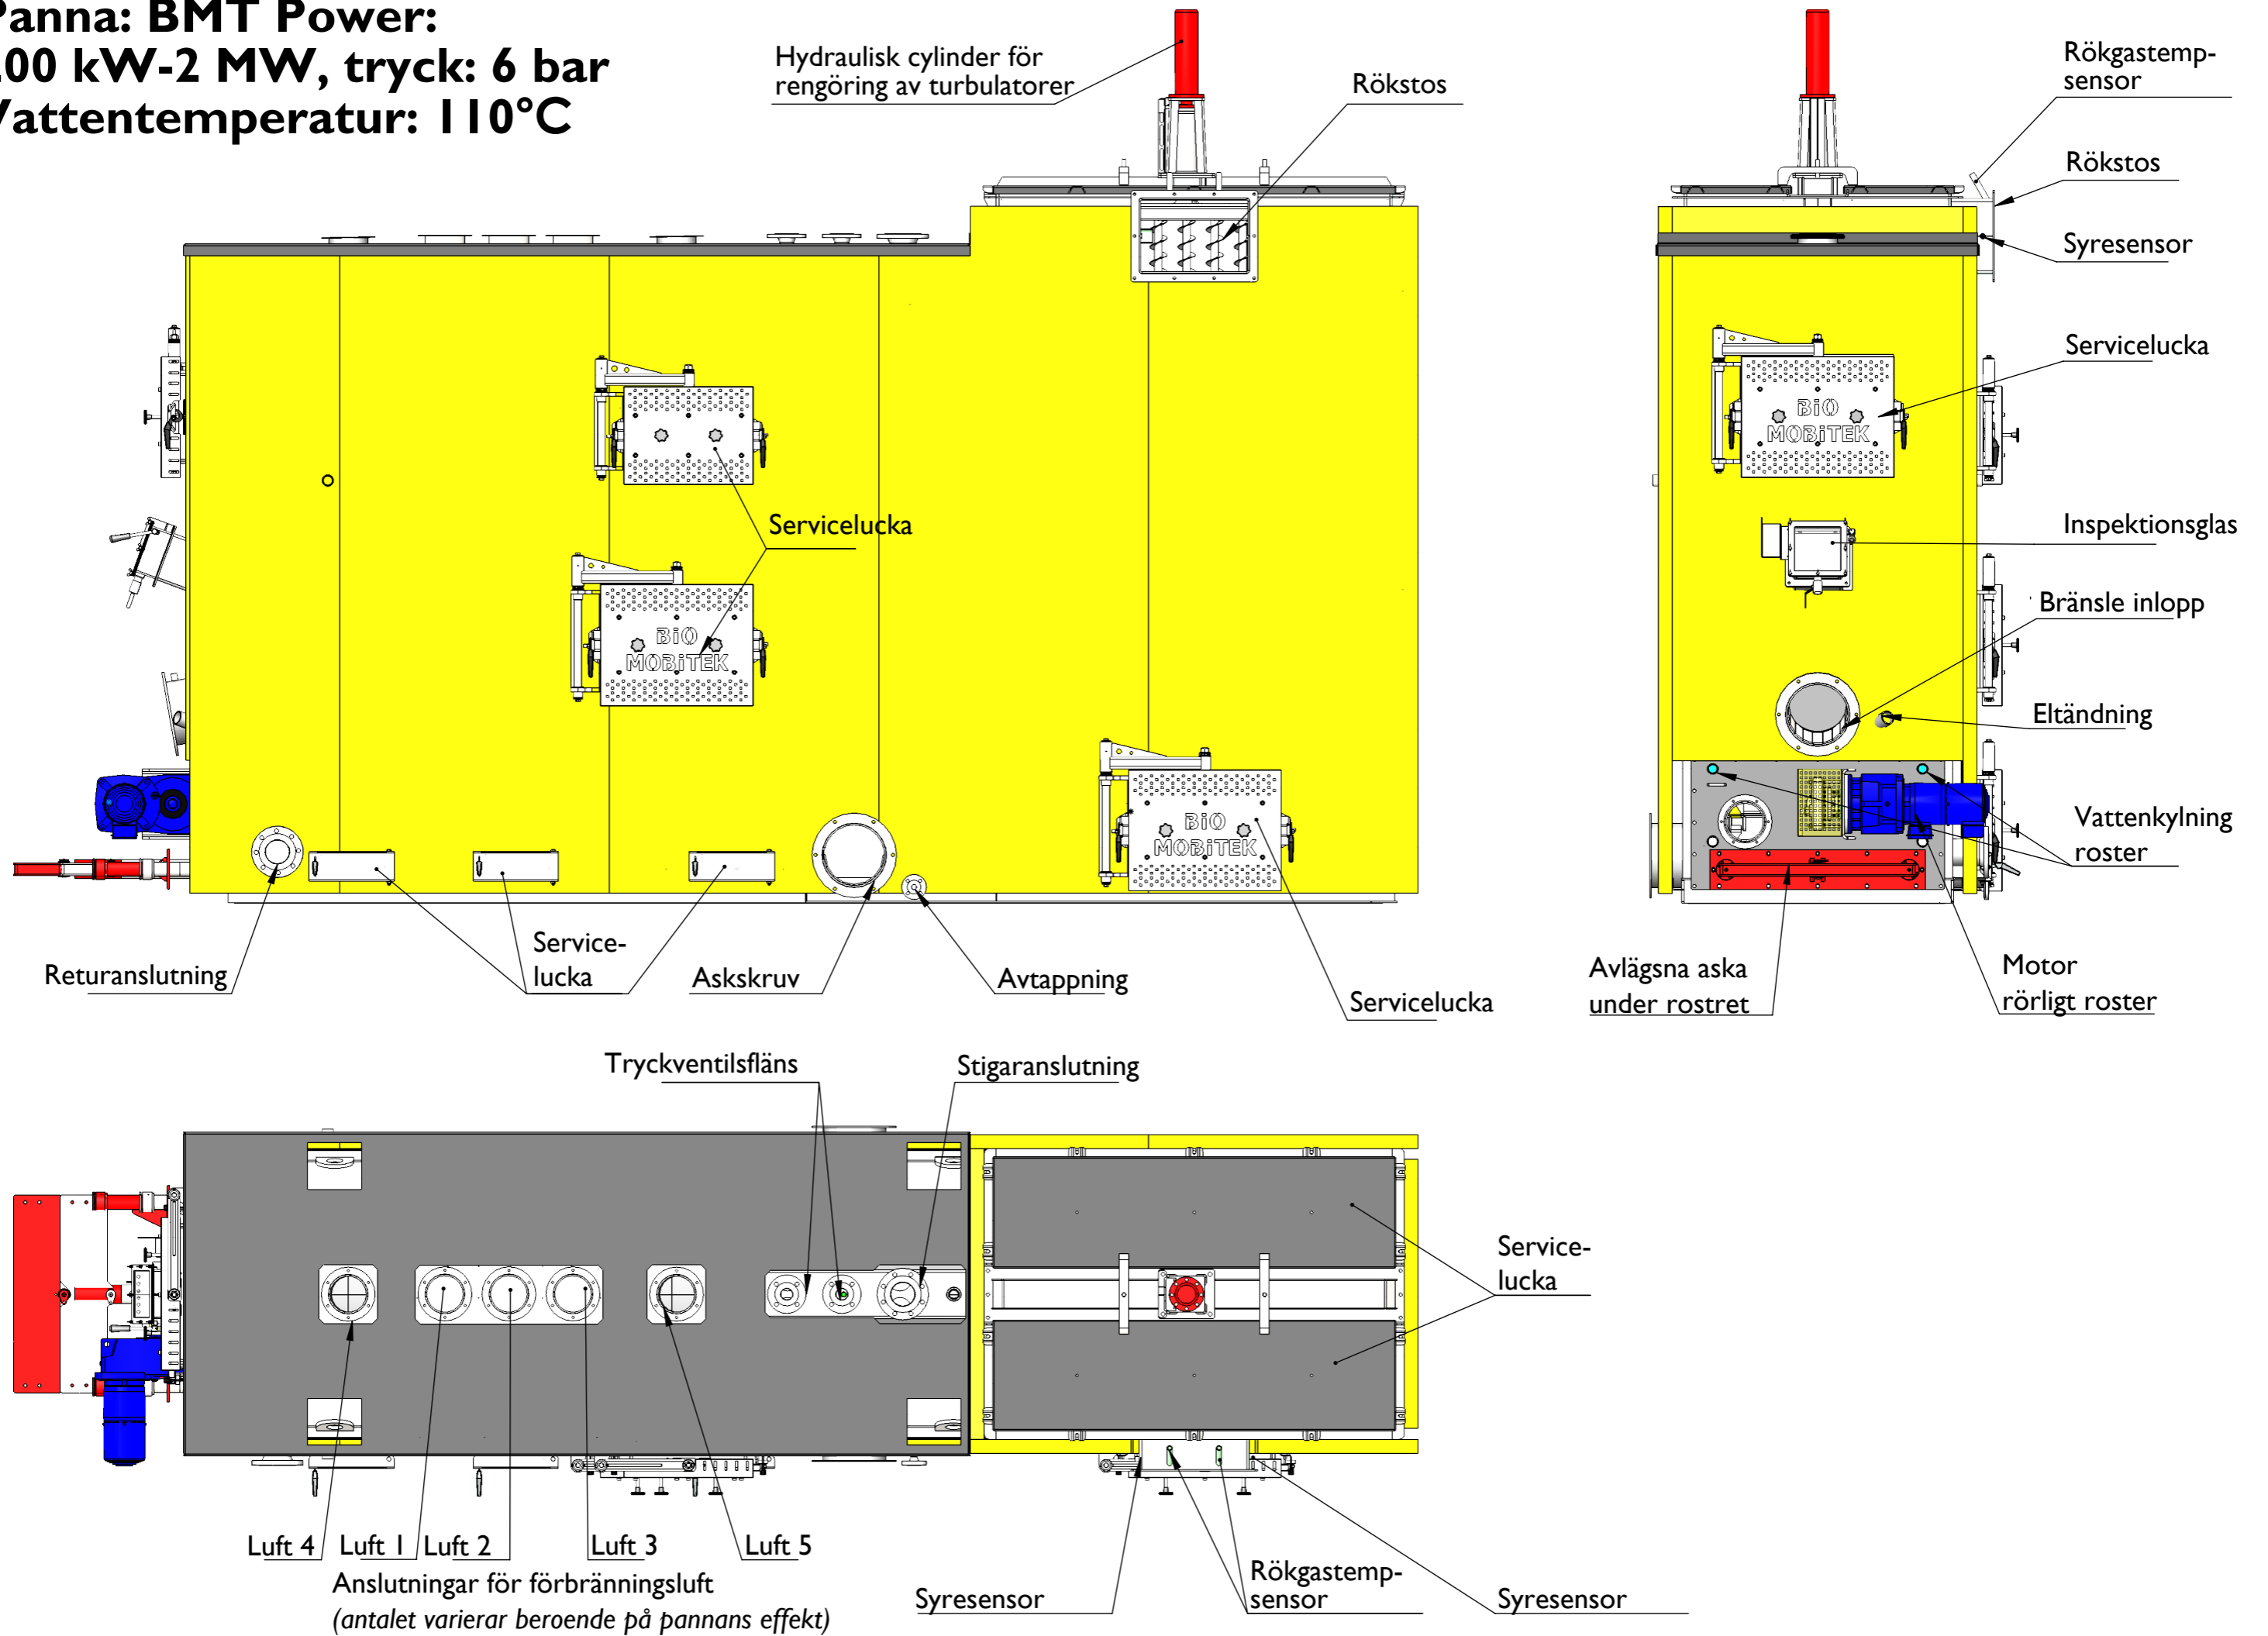 Panna: BMT Power:
00 kW-2 MW, tryck: 6 bar
Vattentemperatur: 110°C
Hydraulisk cylinder för
rengöring av turbulatorer
Rökstos
Rökgastemp-
sensor
Rökstos
Syresensor
Servicelucka
BiO
MOBiTEK
Inspektionsglas
Servicelucka
Bränsle inlopp
BiO
MOBiTEK
Eltändning
BiO
MOBiTEK
Vattenkylning
roster
Returanslutning
Service-
lucka
Askskruv
Avtappning
Servicelucka
Avlägsna aska
under rostret
Motor
rörligt roster
Tryckventilsfläns
Stigaranslutning
Service-
lucka
Luft 4
Luft 1
Luft 2
Luft 3
Luft 5
Anslutningar för förbränningsluft
(antalet varierar beroende på pannans effekt)
Syresensor
Rökgastemp-
sensor
Syresensor